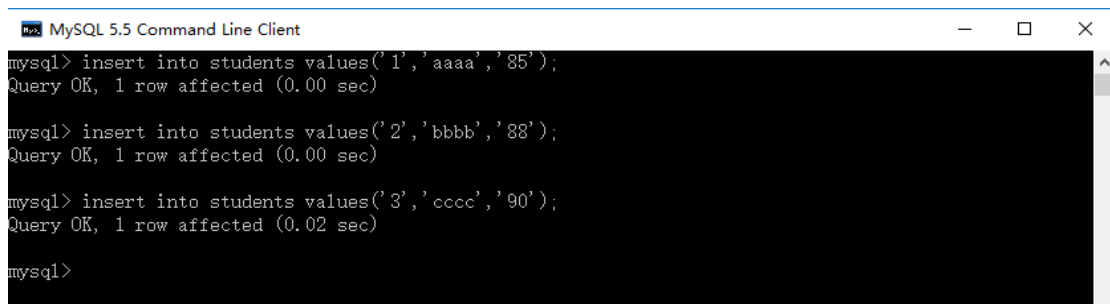 MySQL 5.5 Command Line Client
mysql> insert into students values('1','aaaa','85');
Query OK, 1 row affected (0.00 sec)
mysql> insert into students values('2','bbbb','88');
Query OK, 1 row affected (0.00 sec)
mysql> insert into students values('3','cccc','90');
Query OK, 1 row affected (0.02 sec)
mysql>